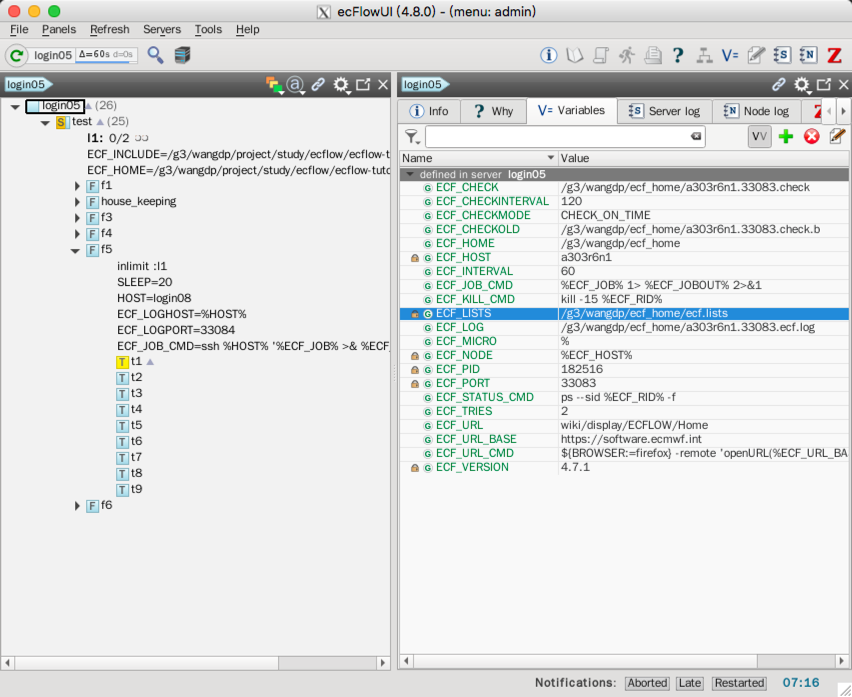 X ecFlowUI (4.8.0) - (menu: admin)
File Panels Refresh Servers Tools Help
login05 Δ=60s d=0s
? V= S N Z
login05
a
login05
login05 (26)
S test (25)
l1: 0/2
ECF_INCLUDE=/g3/wangdp/project/study/ecflow/ecflow-t
ECF_HOME=/g3/wangdp/project/study/ecflow/ecflow-tuto
F f1
F house_keeping
F f3
F f4
F f5
inlimit :l1
SLEEP=20
HOST=login08
ECF_LOGHOST=%HOST%
ECF_LOGPORT=33084
ECF_JOB_CMD=ssh %HOST% '%ECF_JOB% >& %ECF_
T t1
T t2
T t3
T t4
T t5
T t6
T t7
T t8
T t9
F f6
i Info ? Why V= Variables S Server log N Node log Z
VV
Name Value
defined in server login05
G ECF_CHECK /g3/wangdp/ecf_home/a303r6n1.33083.check
G ECF_CHECKINTERVAL 120
G ECF_CHECKMODE CHECK_ON_TIME
G ECF_CHECKOLD /g3/wangdp/ecf_home/a303r6n1.33083.check.b
G ECF_HOME /g3/wangdp/ecf_home
G ECF_HOST a303r6n1
G ECF_INTERVAL 60
G ECF_JOB_CMD %ECF_JOB% 1> %ECF_JOBOUT% 2>&1
G ECF_KILL_CMD kill -15 %ECF_RID%
G ECF_LISTS /g3/wangdp/ecf_home/ecf.lists
G ECF_LOG /g3/wangdp/ecf_home/a303r6n1.33083.ecf.log
G ECF_MICRO %
G ECF_NODE %ECF_HOST%
G ECF_PID 182516
G ECF_PORT 33083
G ECF_STATUS_CMD ps --sid %ECF_RID% -f
G ECF_TRIES 2
G ECF_URL wiki/display/ECFLOW/Home
G ECF_URL_BASE https://software.ecmwf.int
G ECF_URL_CMD ${BROWSER:=firefox} -remote 'openURL(%ECF_URL_BA
G ECF_VERSION 4.7.1
Notifications: Aborted Late Restarted 07:16